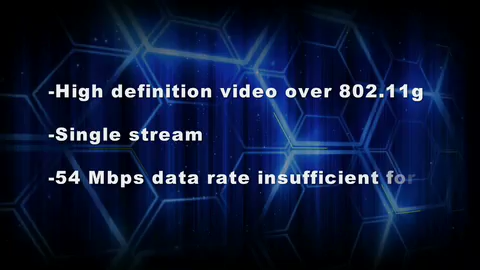 -High definition video over 802.11g
-Single stream
-54 Mbps data rate insufficient for